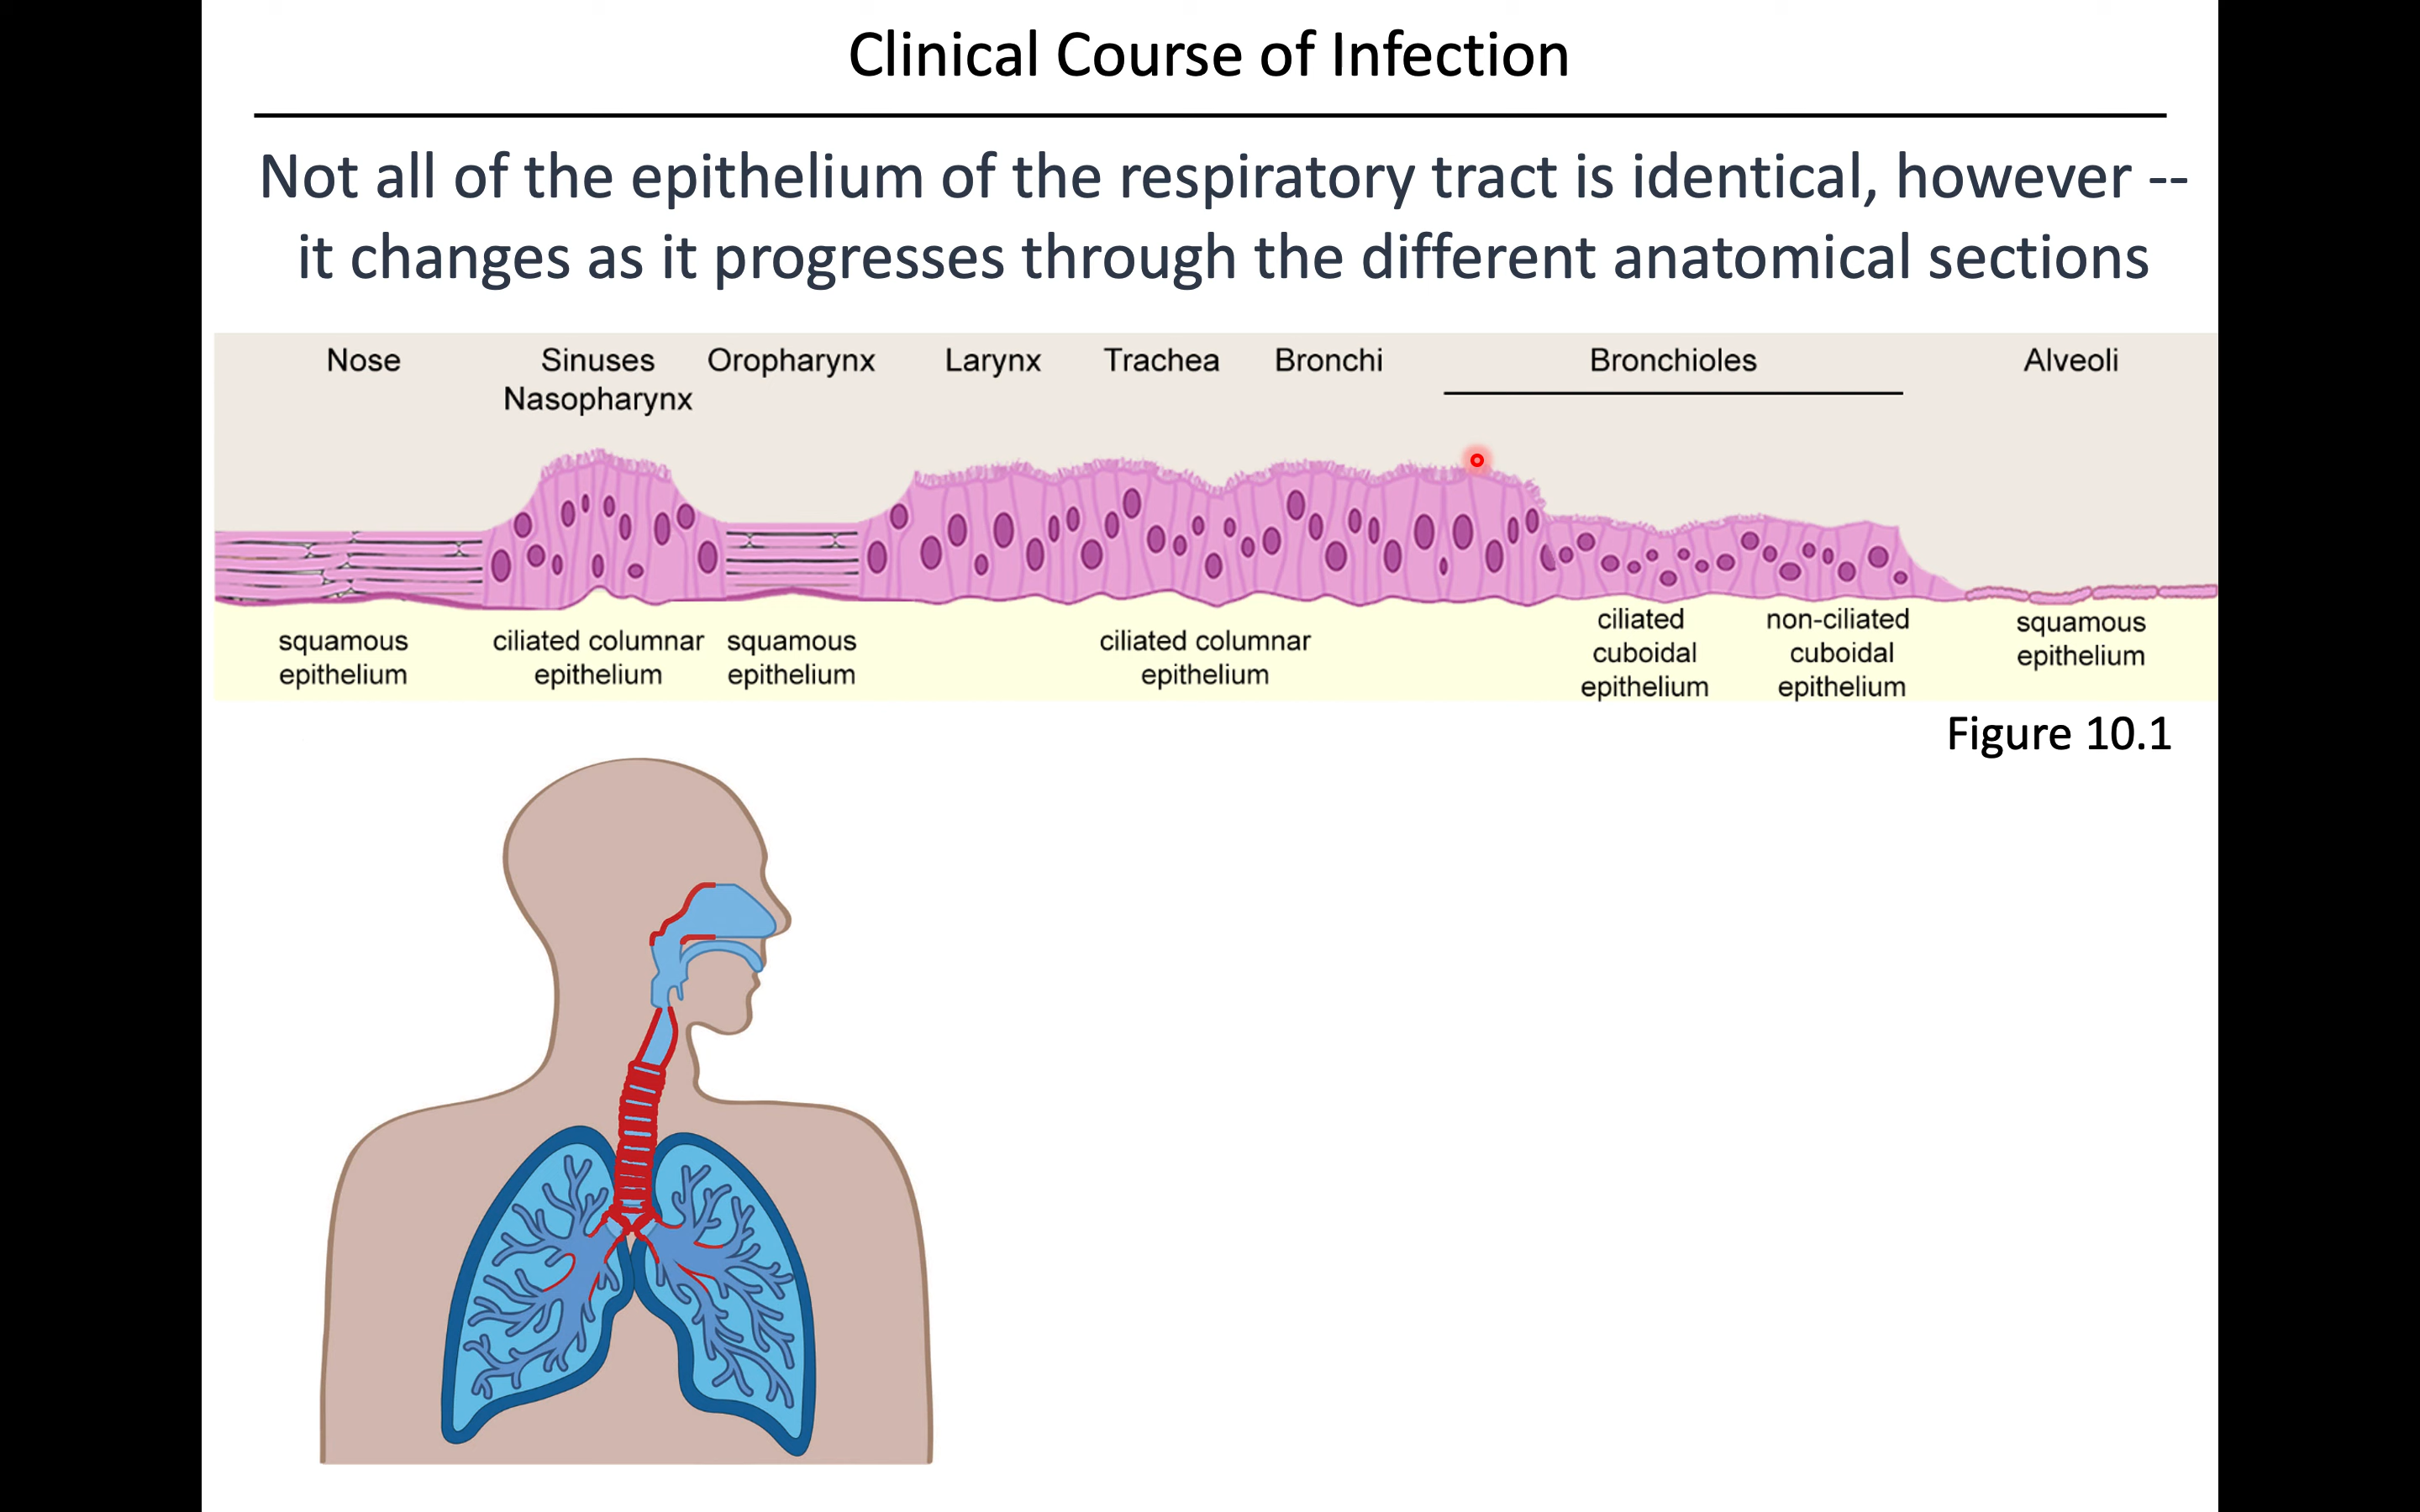 Clinical Course of Infection
Not all of the epithelium of the respiratory tract is identical, however --
it changes as it progresses through the different anatomical sections
Nose
Sinuses
Nasopharynx
Oropharynx
Larynx
Trachea
Bronchi
Bronchioles
Alveoli
squamous
epithelium
ciliated columnar
epithelium
squamous
epithelium
ciliated columnar
epithelium
ciliated
cuboidal
epithelium
non-ciliated
cuboidal
epithelium
squamous
epithelium
Figure 10.1